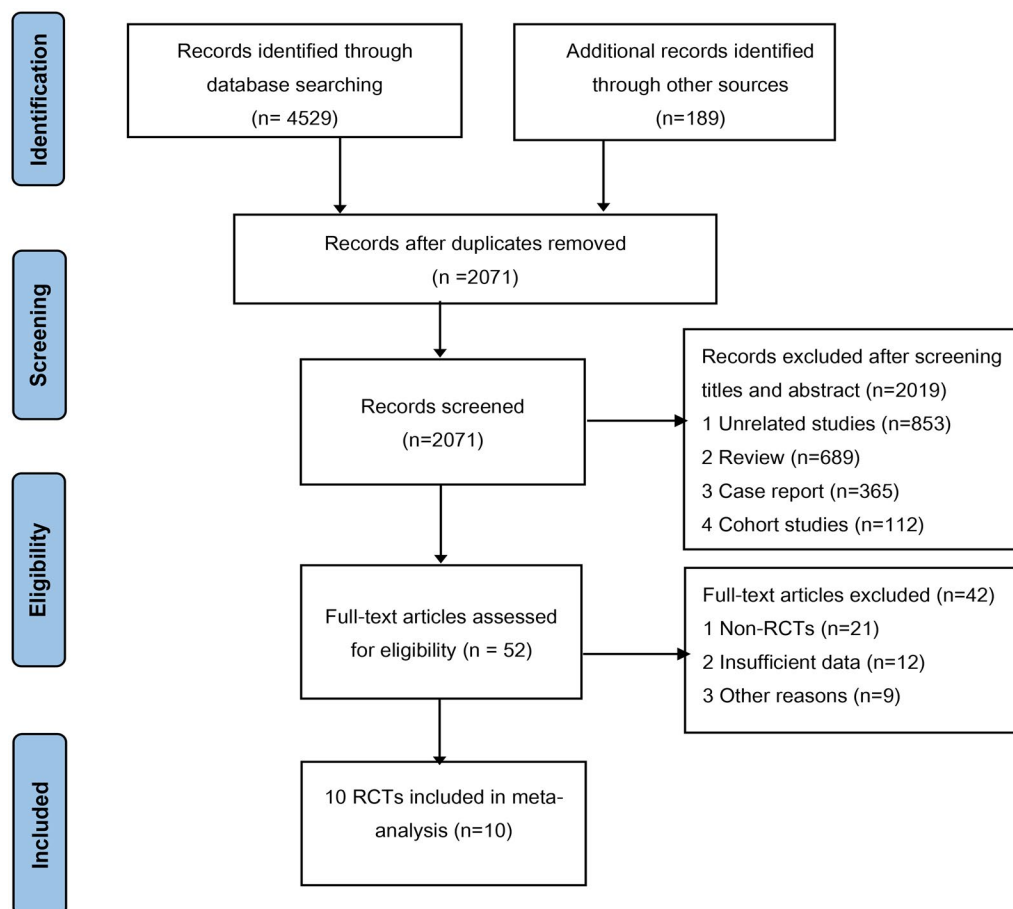 Identification
Records identified through
database searching
(n= 4529)
Additional records identified
through other sources
(n=189)
Records after duplicates removed
(n =2071)
Screening
Records screened
(n=2071)
Records excluded after screening
titles and abstract (n=2019)
1 Unrelated studies (n=853)
2 Review (n=689)
3 Case report (n=365)
4 Cohort studies (n=112)
Eligibility
Full-text articles assessed
for eligibility (n = 52)
Full-text articles excluded (n=42)
1 Non-RCTs (n=21)
2 Insufficient data (n=12)
3 Other reasons (n=9)
Included
10 RCTs included in meta-
analysis (n=10)